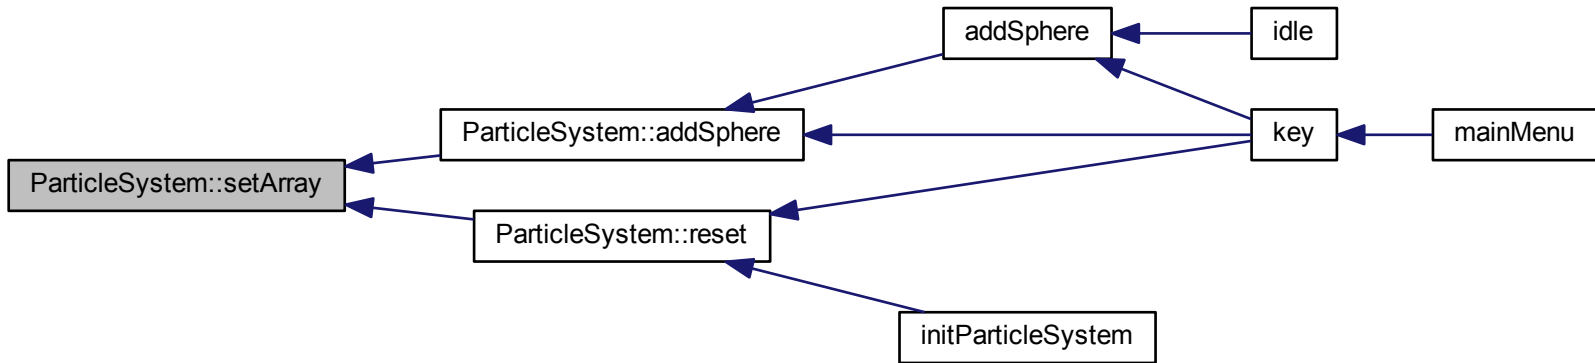 addSphere
idle
ParticleSystem::addSphere
key
mainMenu
ParticleSystem::setArray
ParticleSystem::reset
initParticleSystem